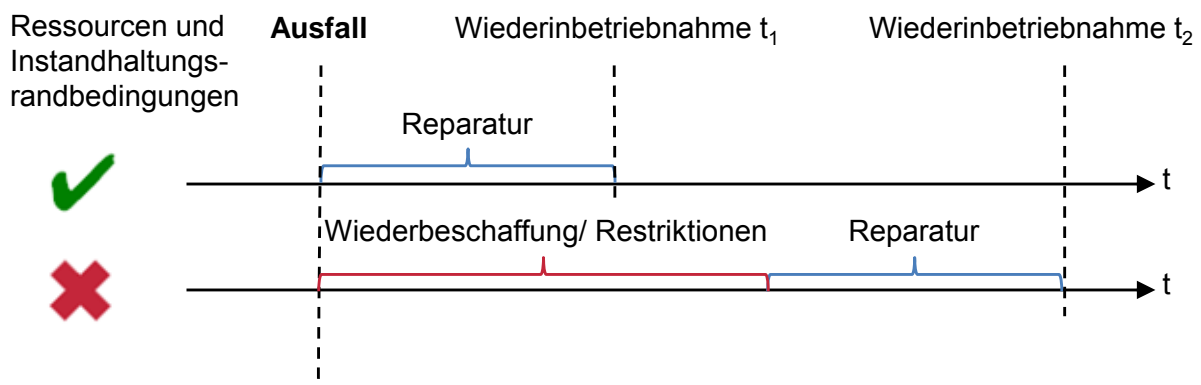 Ressourcen und
Instandhaltungs-
randbedingungen
Ausfall
Wiederinbetriebnahme t₁
Wiederinbetriebnahme t₂
Reparatur
t
Wiederbeschaffung/ Restriktionen
Reparatur
t